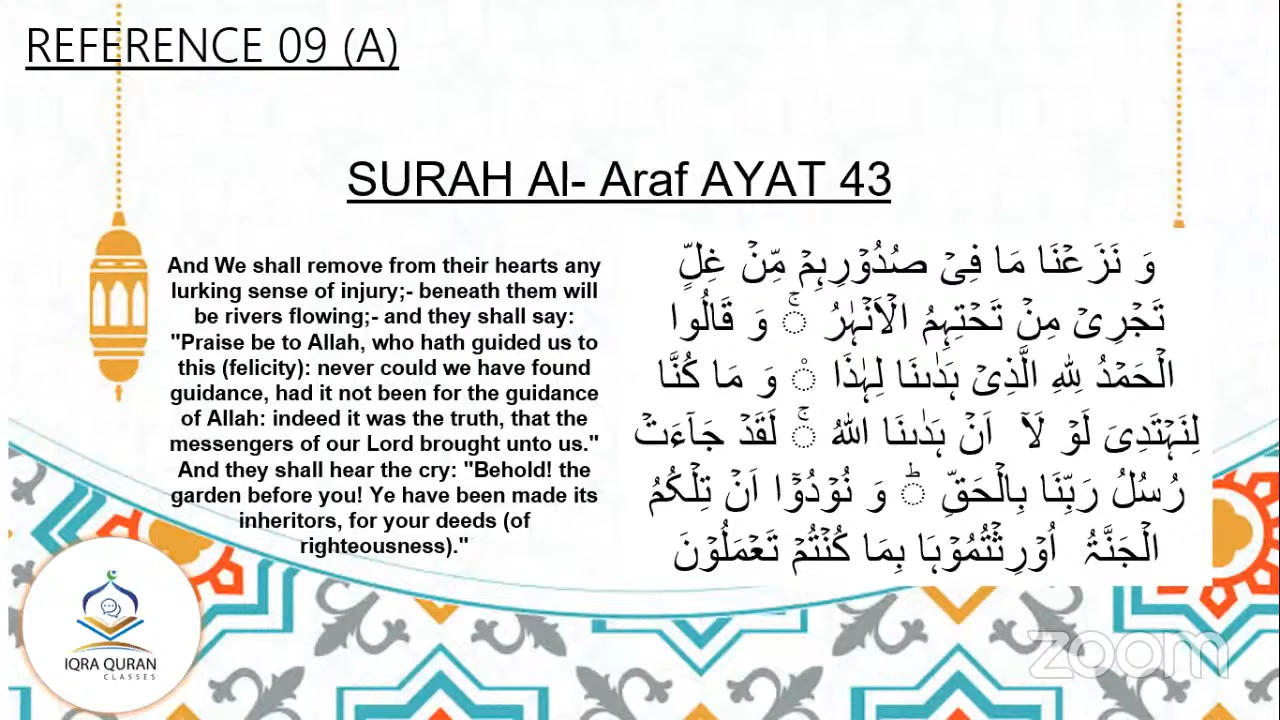 REFERENCE 09 (A)
SURAH Al- Araf AYAT 43
And We shall remove from their hearts any
lurking sense of injury;- beneath them will
be rivers flowing;- and they shall say:
"Praise be to Allah, who hath guided us to
this (felicity): never could we have found
guidance, had it not been for the guidance
of Allah: indeed it was the truth, that the
messengers of our Lord brought unto us."
And they shall hear the cry: "Behold! the
garden before you! Ye have been made its
inheritors, for your deeds (of
righteousness)."
وَ نَزَعۡنَا مَا فِیۡ صُدُوۡرِہِمۡ مِّنۡ غِلٍّ
تَجۡرِیۡ مِنۡ تَحۡتِہِمُ الۡاَنۡہٰرُ ۚ وَ قَالُوا
الۡحَمۡدُ لِلّٰہِ الَّذِیۡ ہَدٰىنَا لِہٰذَا ۟ وَ مَا کُنَّا
لِنَہۡتَدِیَ لَوۡ لَاۤ اَنۡ ہَدٰىنَا اللّٰہُ ۚ لَقَدۡ جَآءَتۡ
رُسُلُ رَبِّنَا بِالۡحَقِّ ؕ وَ نُوۡدُوۡۤا اَنۡ تِلۡکُمُ
الۡجَنَّۃُ اُوۡرِثۡتُمُوۡہَا بِمَا کُنۡتُمۡ تَعۡمَلُوۡنَ
IQRA QURAN
CLASSES
zoom